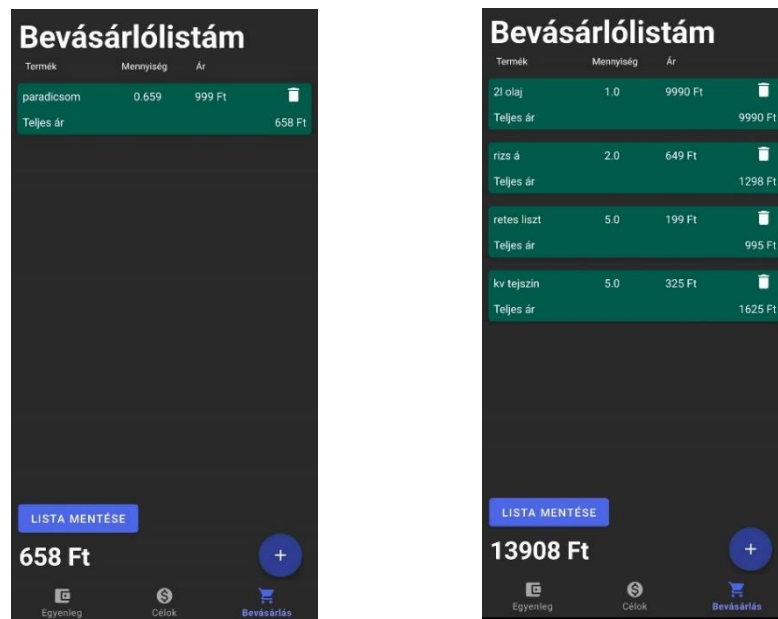 Bevásárlólistám
Termék Mennyiség Ár
paradicsom 0.659 999 Ft
Teljes ár 658 Ft
LISTA MENTÉSE
658 Ft
+
Egyenleg Célok Bevásárlás
Bevásárlólistám
Termék Mennyiség Ár
2l olaj 1.0 9990 Ft
Teljes ár 9990 Ft
rizs á 2.0 649 Ft
Teljes ár 1298 Ft
retes liszt 5.0 199 Ft
Teljes ár 995 Ft
kv tejszin 5.0 325 Ft
Teljes ár 1625 Ft
LISTA MENTÉSE
13908 Ft
+
Egyenleg Célok Bevásárlás